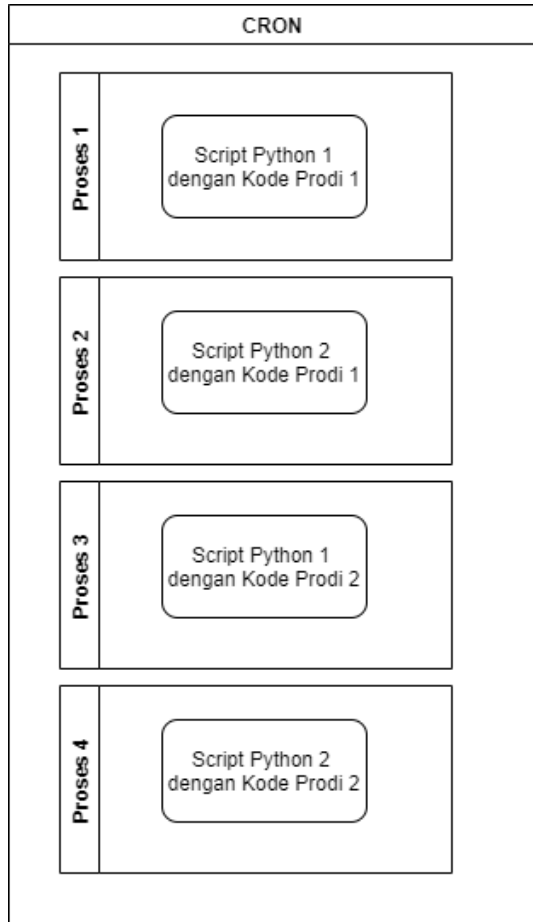 CRON
Proses 1
Script Python 1
dengan Kode Prodi 1
Proses 2
Script Python 2
dengan Kode Prodi 1
Proses 3
Script Python 1
dengan Kode Prodi 2
Proses 4
Script Python 2
dengan Kode Prodi 2